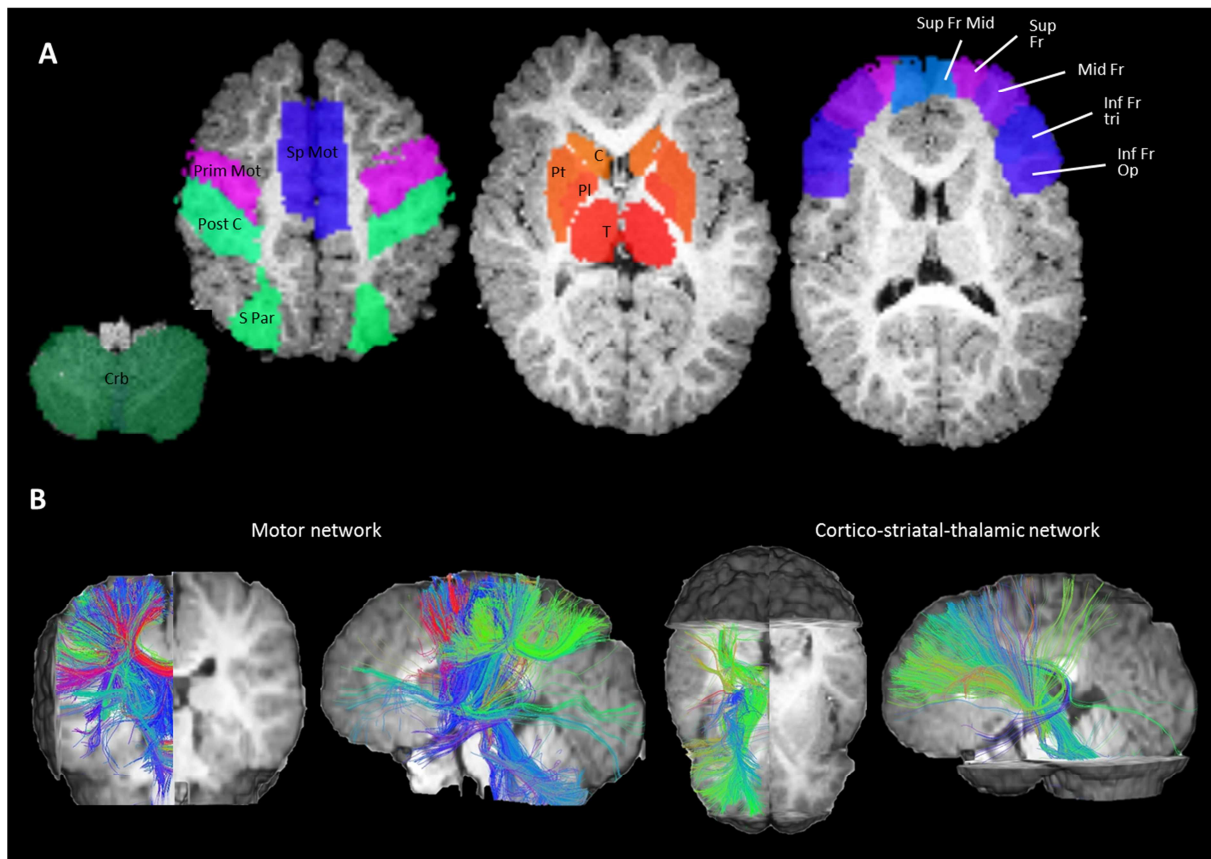 A
Sup Fr Mid
Sup
Fr
Mid Fr
Inf Fr
tri
Inf Fr
Op
Sp Mot
Prim Mot
Post C
S Par
Crb
C
Pt
Pl
T
B
Motor network
Cortico-striatal-thalamic network